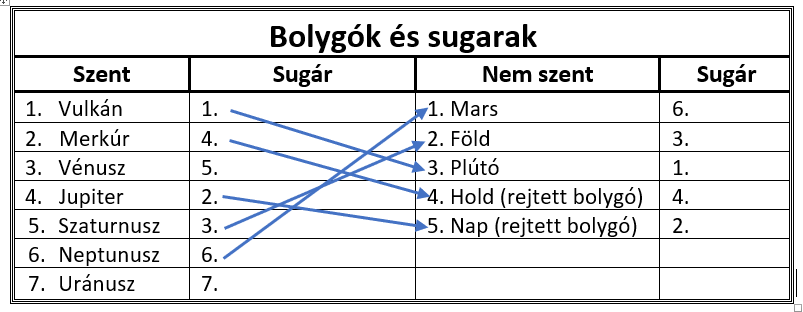 Bolygók és sugarak
Szent Sugár Nem szent Sugár
1. Vulkán 1. 1. Mars 6.
2. Merkúr 4. 2. Föld 3.
3. Vénusz 5. 3. Plútó 1.
4. Jupiter 2. 4. Hold (rejtett bolygó) 4.
5. Szaturnusz 3. 5. Nap (rejtett bolygó) 2.
6. Neptunusz 6.
7. Uránusz 7.